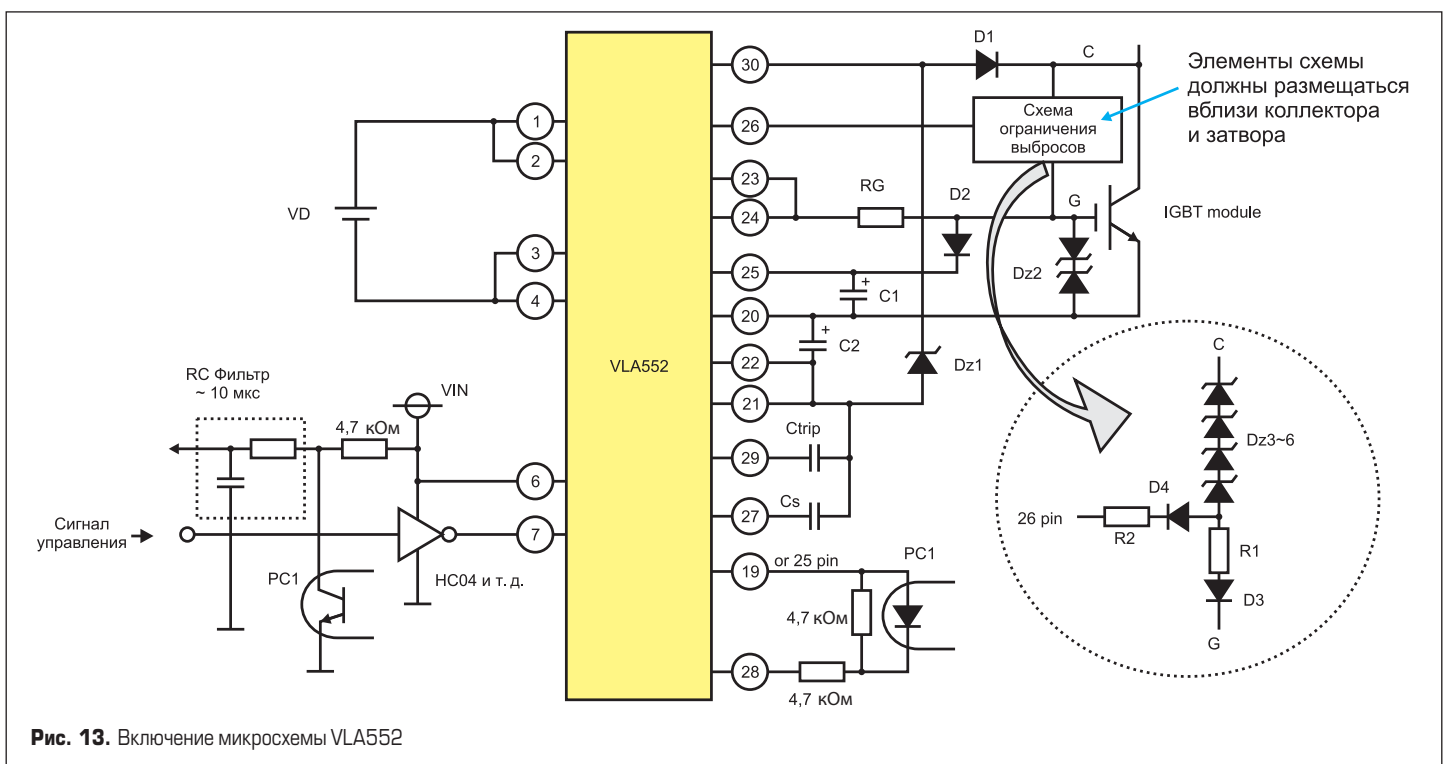 D1
C
30
Элементы схемы
должны размещаться
вблизи коллектора
и затвора
Схема
ограничения
выбросов
1
26
2
23
RG
D2
24
G
IGBT module
VD
3
25
+
C1
Dz2
4
20
+
C2
22
VLA552
Dz1
C
RC Фильтр
~ 10 мкс
VIN
21
4,7 кОм
Ctrip
Dz3~6
29
6
Cs
D4
26 pin
27
R2
Сигнал
управления
7
R1
PC1
HC04 и т. д.
19
or 25 pin
PC1
D3
4,7 кОм
G
28
4,7 кОм
Рис. 13. Включение микросхемы VLA552